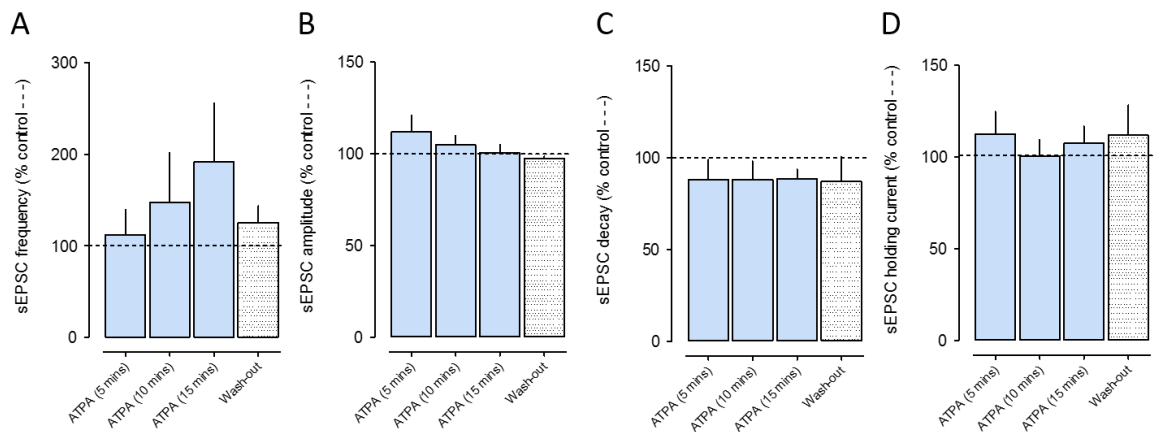 A
B
C
D
sEPSC frequency (% control ----)
300
200
100
0
ATPA (5 mins)
ATPA (10 mins)
ATPA (15 mins)
Wash-out
sEPSC amplitude (% control ----)
150
100
50
0
ATPA (5 mins)
ATPA (10 mins)
ATPA (15 mins)
Wash-out
sEPSC decay (% control ----)
150
100
50
0
ATPA (5 mins)
ATPA (10 mins)
ATPA (15 mins)
Wash-out
sEPSC holding current (% control ----)
150
100
50
0
ATPA (5 mins)
ATPA (10 mins)
ATPA (15 mins)
Wash-out